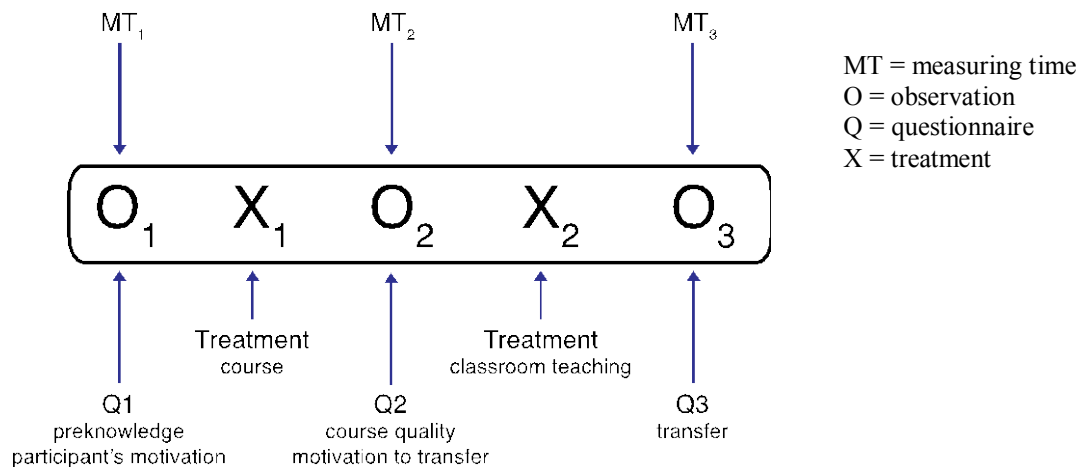 MT₁
MT₂
MT₃
MT = measuring time
O = observation
Q = questionnaire
X = treatment
O₁ X₁ O₂ X₂ O₃
Treatment
course
Treatment
classroom teaching
Q1
preknowledge
participant's motivation
Q2
course quality
motivation to transfer
Q3
transfer